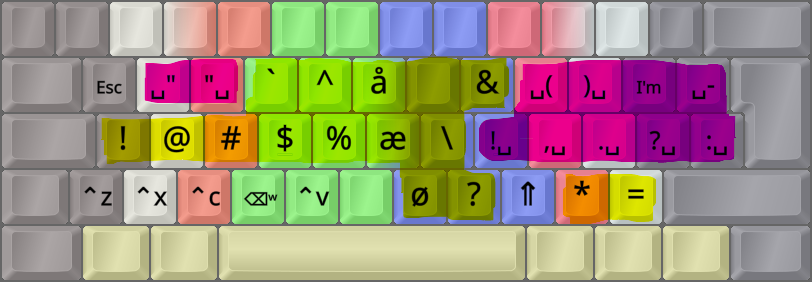 Esc ␣" "␣ ` ^ å & ␣( )␣ I'm ␣-
! @ # $ % æ \ !␣ ,␣ .␣ ?␣ :␣
^z ^x ^c ⌫w ^v ø ? ⇑ * =